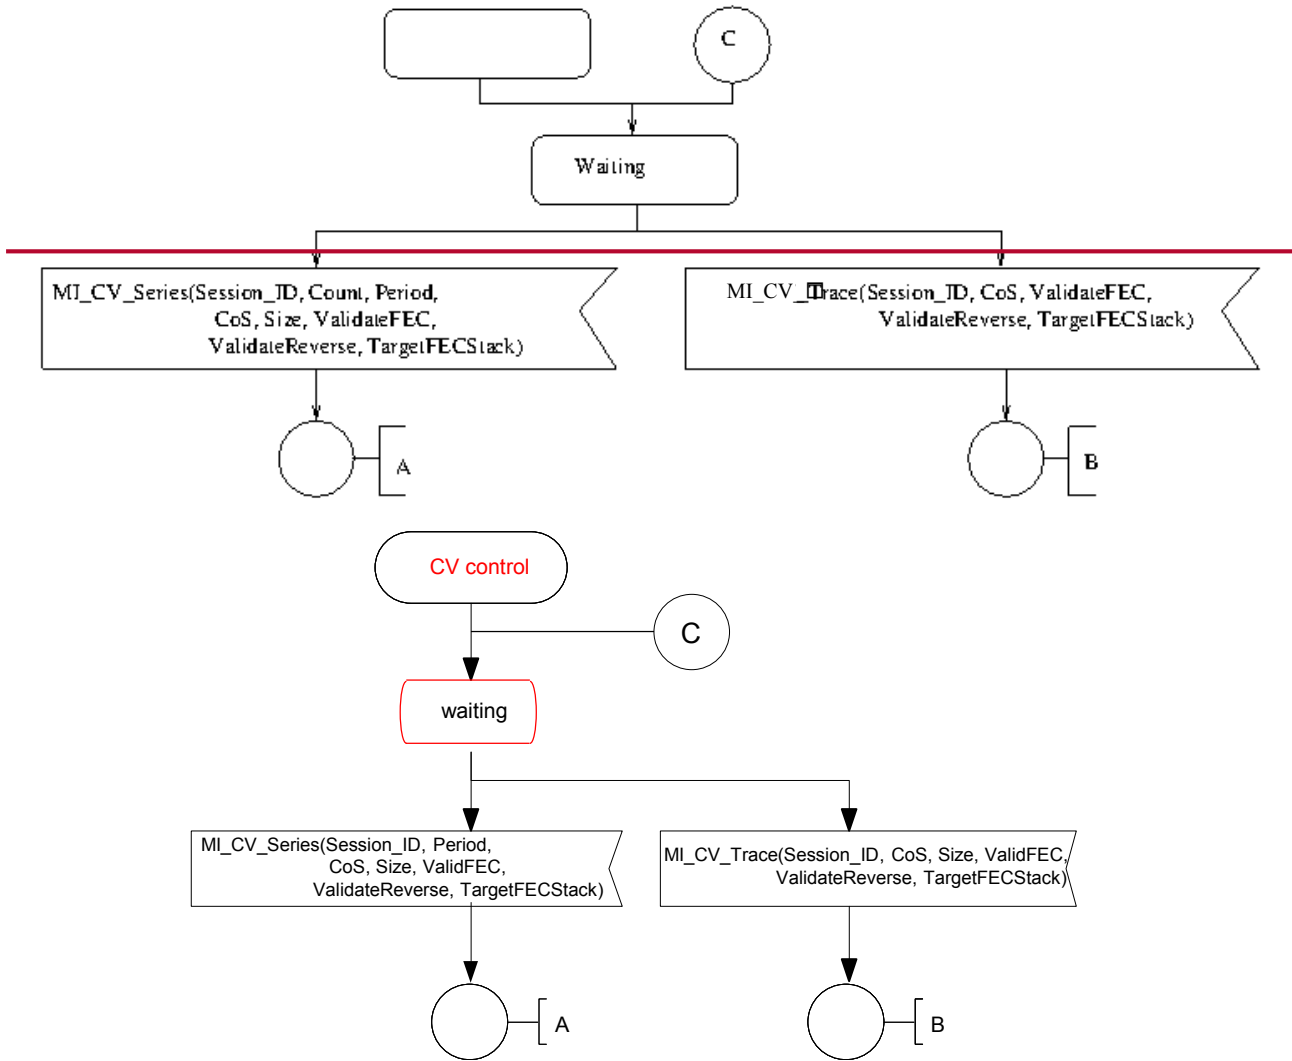 C
Waiting
MI_CV_Series(Session_ID, Count, Period,
CoS, Size, ValidateFEC,
ValidateReverse, TargetFECStack)
MI_CV_Trace(Session_ID, CoS, ValidateFEC,
ValidateReverse, TargetFECStack)
A
B
CV control
C
waiting
MI_CV_Series(Session_ID, Period,
CoS, Size, ValidFEC,
ValidateReverse, TargetFECStack)
MI_CV_Trace(Session_ID, CoS, Size, ValidFEC,
ValidateReverse, TargetFECStack)
A
B